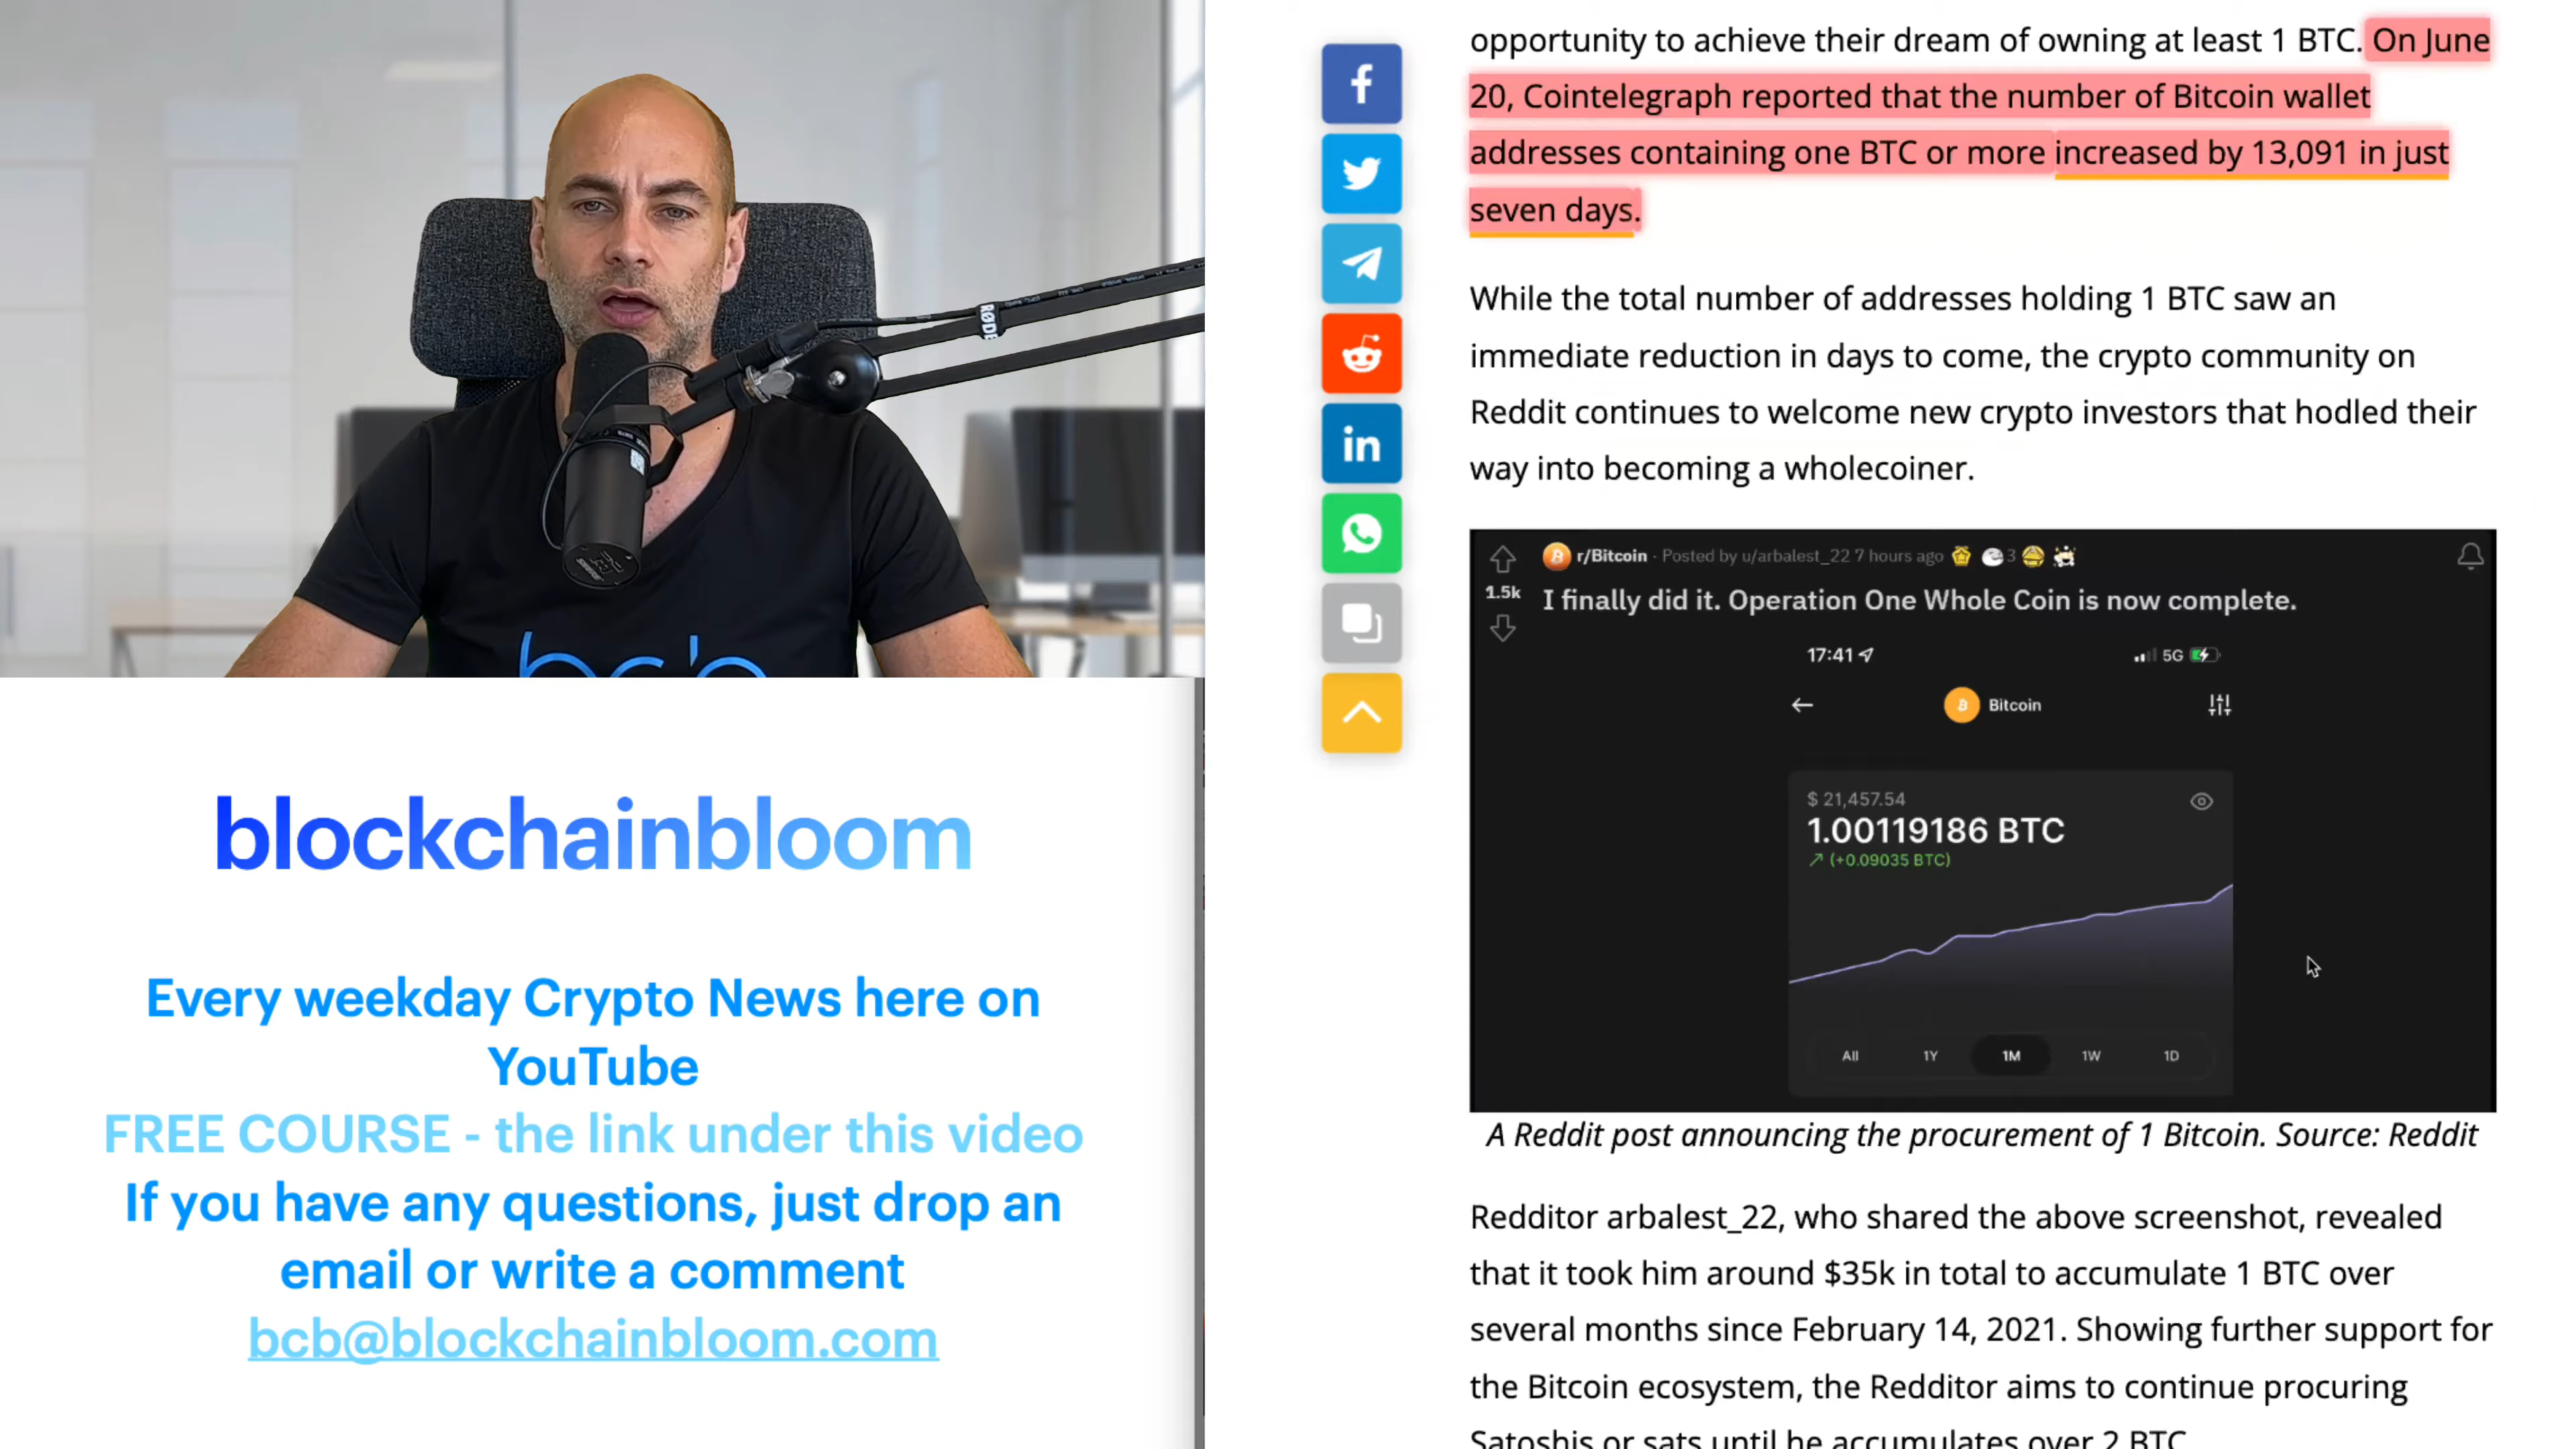 RØDE
bcb
blockchainbloom
Every weekday Crypto News here on
YouTube
FREE COURSE - the link under this video
If you have any questions, just drop an
email or write a comment
bcb@blockchainbloom.com
opportunity to achieve their dream of owning at least 1 BTC. On June
20, Cointelegraph reported that the number of Bitcoin wallet
addresses containing one BTC or more increased by 13,091 in just
seven days.
While the total number of addresses holding 1 BTC saw an
immediate reduction in days to come, the crypto community on
Reddit continues to welcome new crypto investors that hodled their
way into becoming a wholecoiner.
r/Bitcoin · Posted by u/arbalest_22 7 hours ago 3
1.5k
I finally did it. Operation One Whole Coin is now complete.
17:41 5G
Bitcoin
$ 21,457.54
1.00119186 BTC
(+0.09035 BTC)
All 1Y 1M 1W 1D
A Reddit post announcing the procurement of 1 Bitcoin. Source: Reddit
Redditor arbalest_22, who shared the above screenshot, revealed
that it took him around $35k in total to accumulate 1 BTC over
several months since February 14, 2021. Showing further support for
the Bitcoin ecosystem, the Redditor aims to continue procuring
Satoshis or sats until he accumulates over 2 BTC